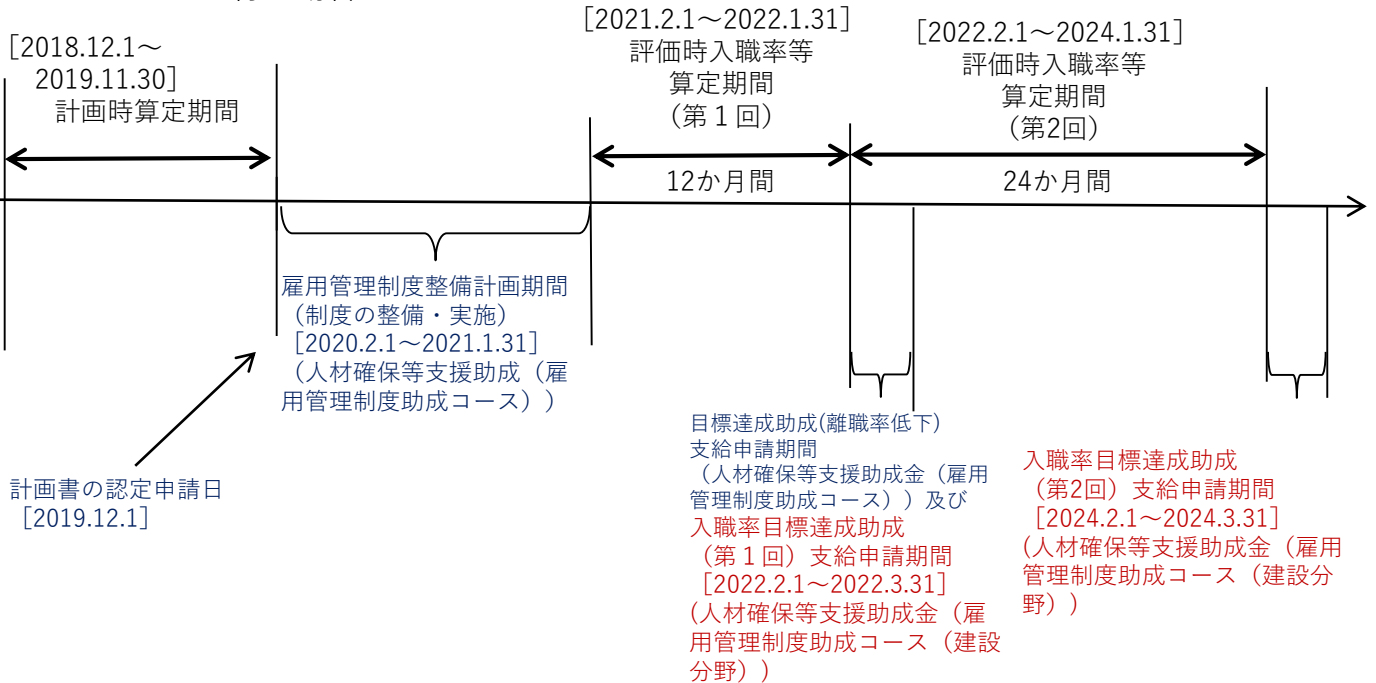 [2018.12.1～
2019.11.30]
計画時算定期間
[2021.2.1～2022.1.31]
評価時入職率等
算定期間
(第１回)
[2022.2.1～2024.1.31]
評価時入職率等
算定期間
(第2回)
12か月間
24か月間
雇用管理制度整備計画期間
（制度の整備・実施）
[2020.2.1～2021.1.31]
（人材確保等支援助成（雇
用管理制度助成コース））
計画書の認定申請日
[2019.12.1]
目標達成助成(離職率低下)
支給申請期間
（人材確保等支援助成金（雇用
管理制度助成コース））及び
入職率目標達成助成
（第１回）支給申請期間
[2022.2.1～2022.3.31]
(人材確保等支援助成金（雇
用管理制度助成コース（建設
分野））
入職率目標達成助成
（第2回）支給申請期間
[2024.2.1～2024.3.31]
(人材確保等支援助成金（雇用
管理制度助成コース（建設分
野））